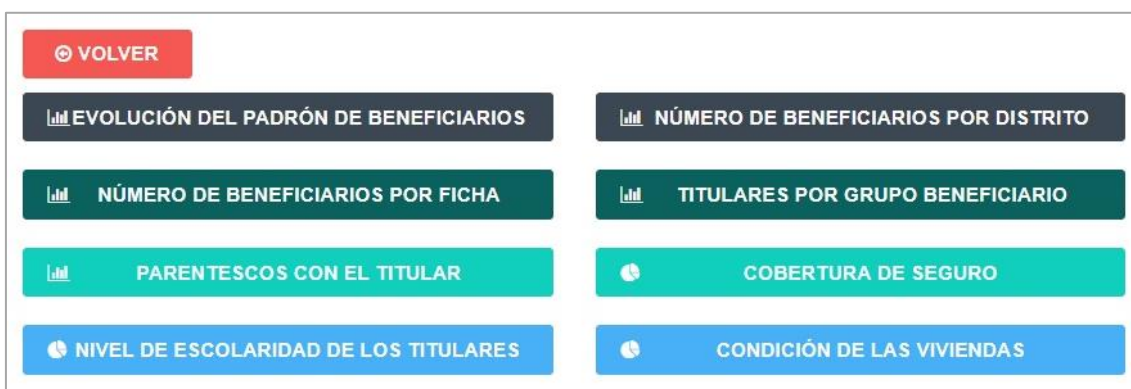 VOLVER
EVOLUCIÓN DEL PADRÓN DE BENEFICIARIOS
NÚMERO DE BENEFICIARIOS POR DISTRITO
NÚMERO DE BENEFICIARIOS POR FICHA
TITULARES POR GRUPO BENEFICIARIO
PARENTESCOS CON EL TITULAR
COBERTURA DE SEGURO
NIVEL DE ESCOLARIDAD DE LOS TITULARES
CONDICIÓN DE LAS VIVIENDAS